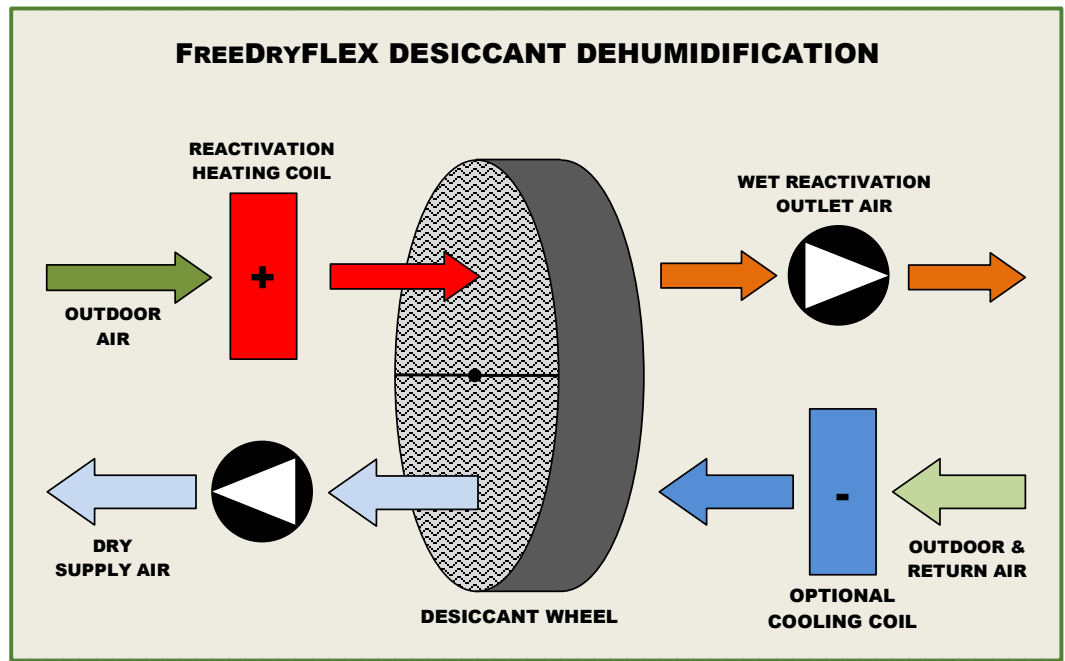 FREEDRYFLEX DESICCANT DEHUMIDIFICATION
REACTIVATION
HEATING COIL
WET REACTIVATION
OUTLET AIR
+
OUTDOOR
AIR
-
DRY
SUPPLY AIR
OUTDOOR &
RETURN AIR
DESICCANT WHEEL
OPTIONAL
COOLING COIL